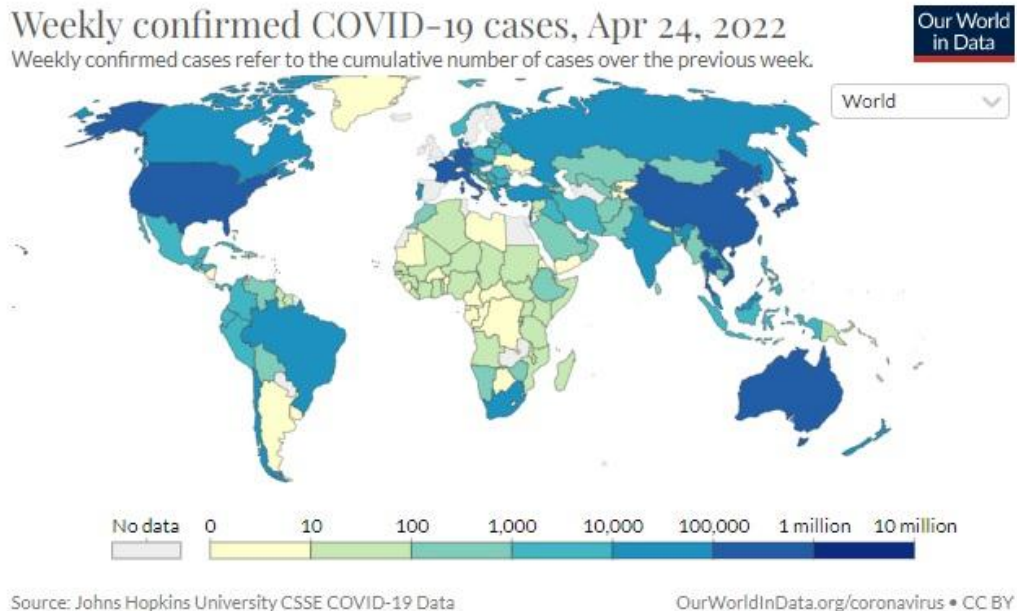 Weekly confirmed COVID-19 cases, Apr 24, 2022
Weekly confirmed cases refer to the cumulative number of cases over the previous week.
Our World
in Data
World
No data 0 10 100 1,000 10,000 100,000 1 million 10 million
Source: Johns Hopkins University CSSE COVID-19 Data OurWorldInData.org/coronavirus • CC BY